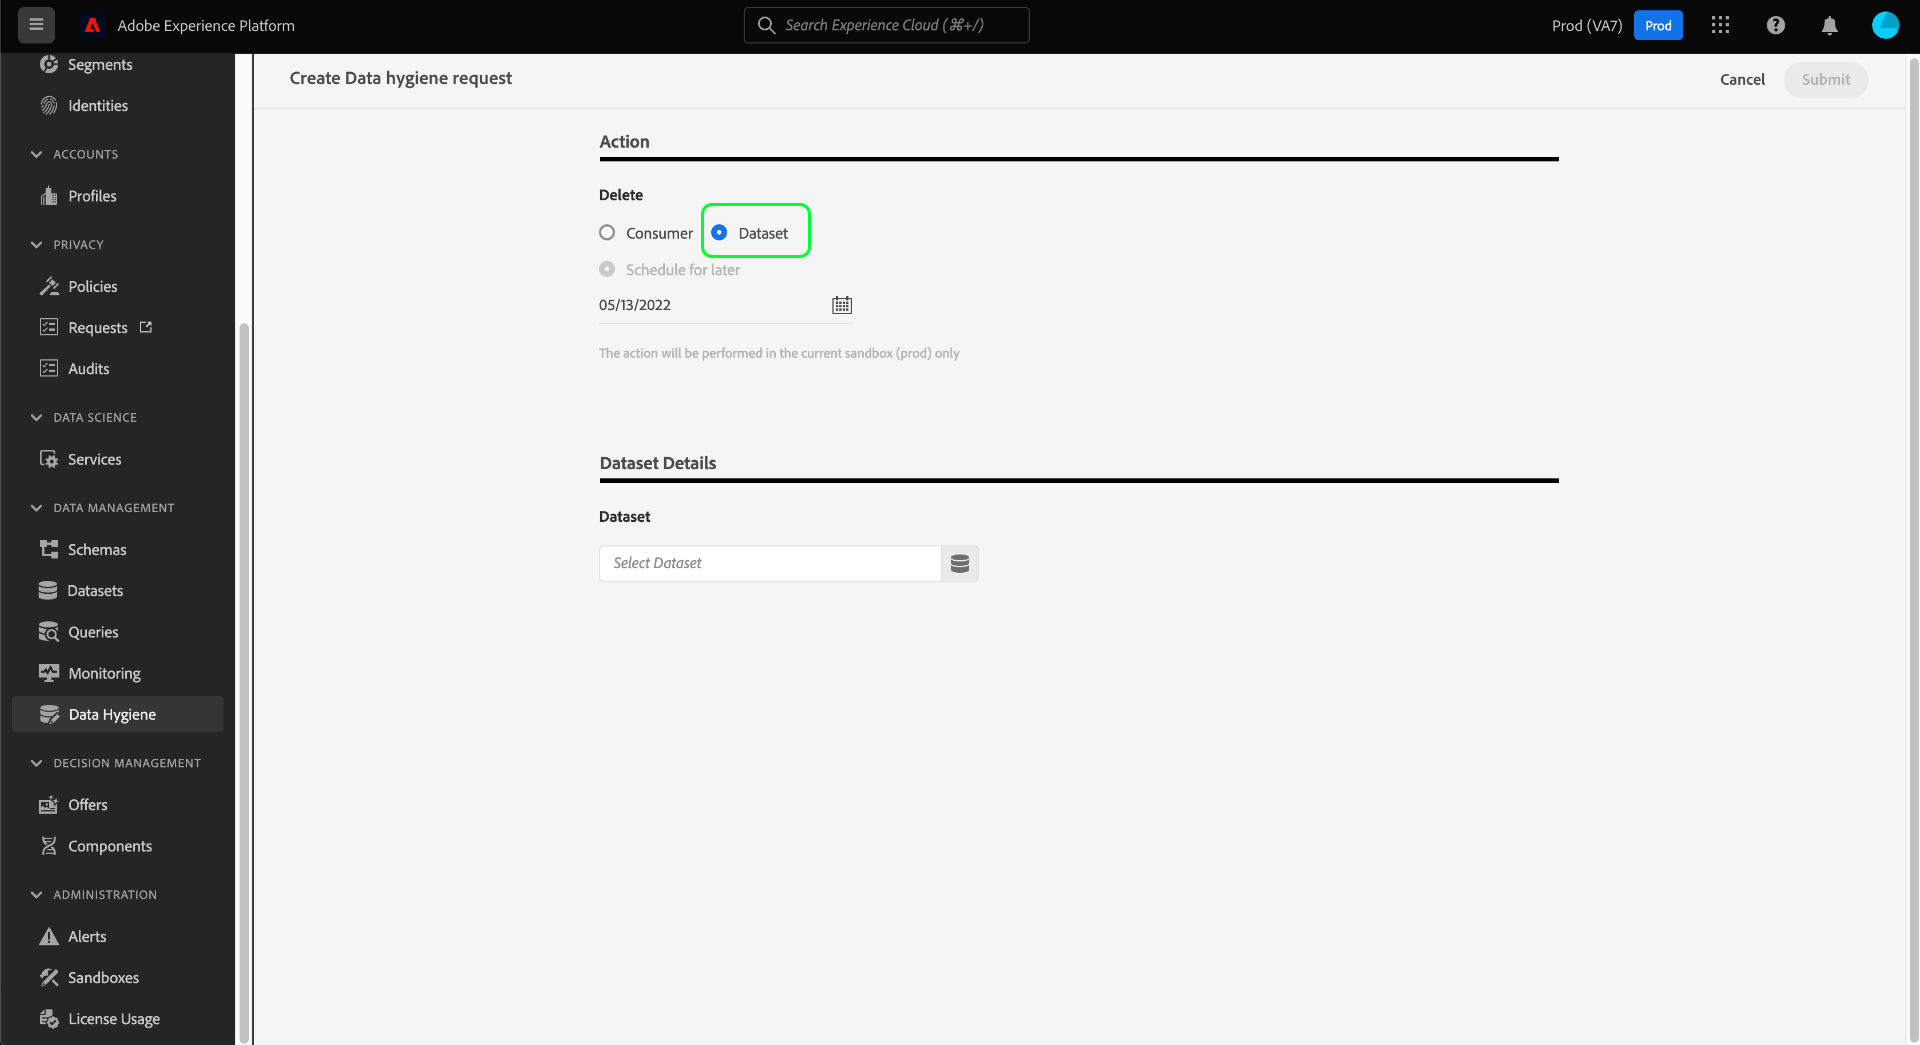 Adobe Experience Platform
Search Experience Cloud (⌘+/)
Prod (VA7)
Prod
Segments
Identities
ACCOUNTS
Profiles
PRIVACY
Policies
Requests
Audits
DATA SCIENCE
Services
DATA MANAGEMENT
Schemas
Datasets
Queries
Monitoring
Data Hygiene
DECISION MANAGEMENT
Offers
Components
ADMINISTRATION
Alerts
Sandboxes
License Usage
Create Data hygiene request
Cancel
Submit
Action
Delete
Consumer
Dataset
Schedule for later
05/13/2022
The action will be performed in the current sandbox (prod) only
Dataset Details
Dataset
Select Dataset